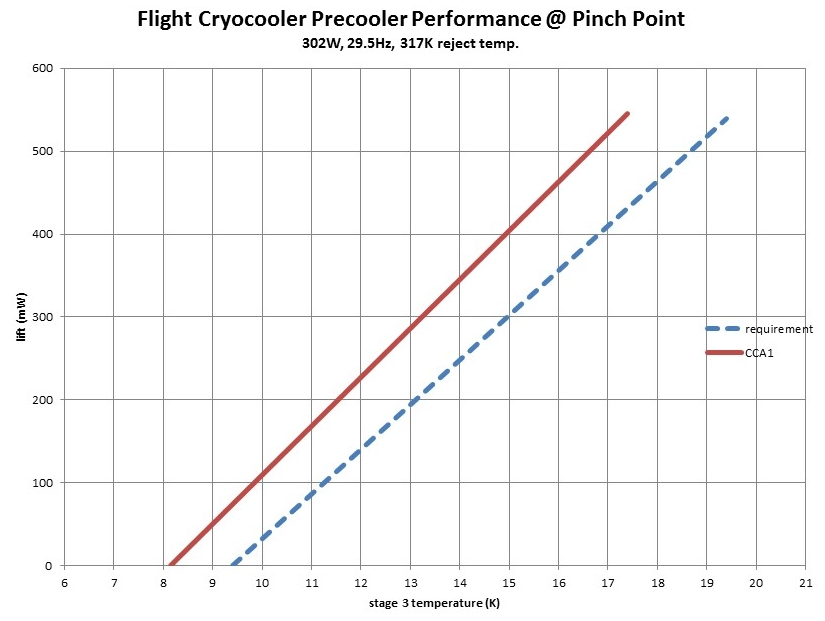 Flight Cryocooler Precooler Performance @ Pinch Point
302W, 29.5Hz, 317K reject temp.
600
500
400
300
200
100
0
lift (mW)
6 7 8 9 10 11 12 13 14 15 16 17 18 19 20 21
stage 3 temperature (K)
requirement
CCA1